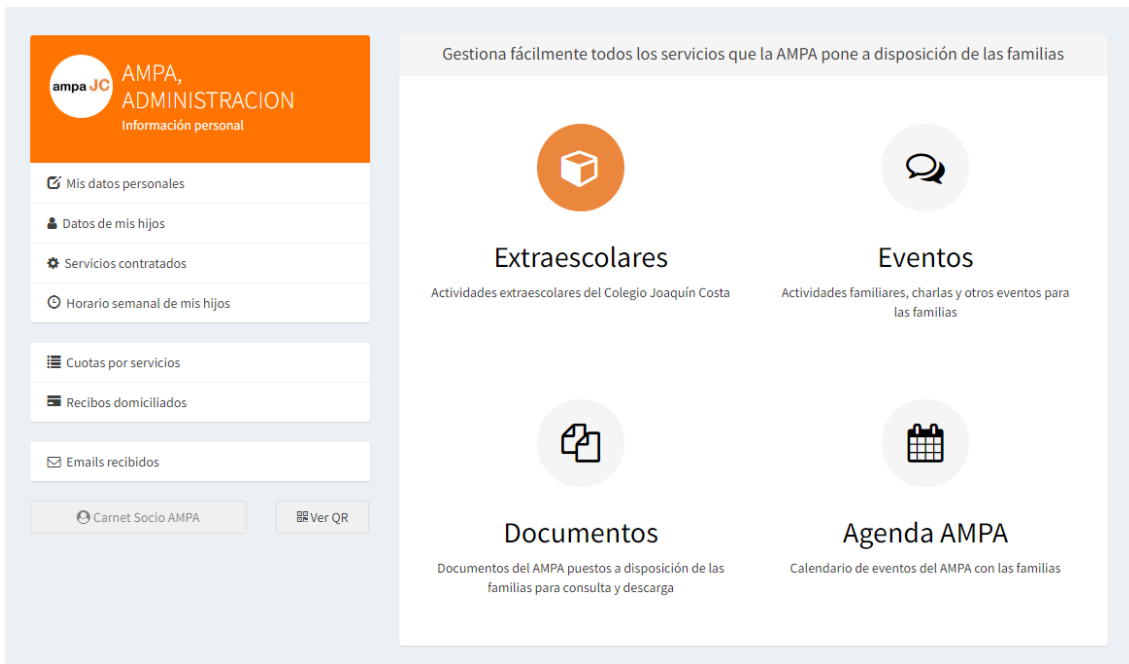 ampa JC
AMPA,
ADMINISTRACION
Información personal
Mis datos personales
Datos de mis hijos
Servicios contratados
Horario semanal de mis hijos
Cuotas por servicios
Recibos domiciliados
Emails recibidos
Carnet Socio AMPA
Ver QR
Gestiona fácilmente todos los servicios que la AMPA pone a disposición de las familias
Extraescolares
Actividades extraescolares del Colegio Joaquín Costa
Eventos
Actividades familiares, charlas y otros eventos para
las familias
Documentos
Documentos del AMPA puestos a disposición de las
familias para consulta y descarga
Agenda AMPA
Calendario de eventos del AMPA con las familias